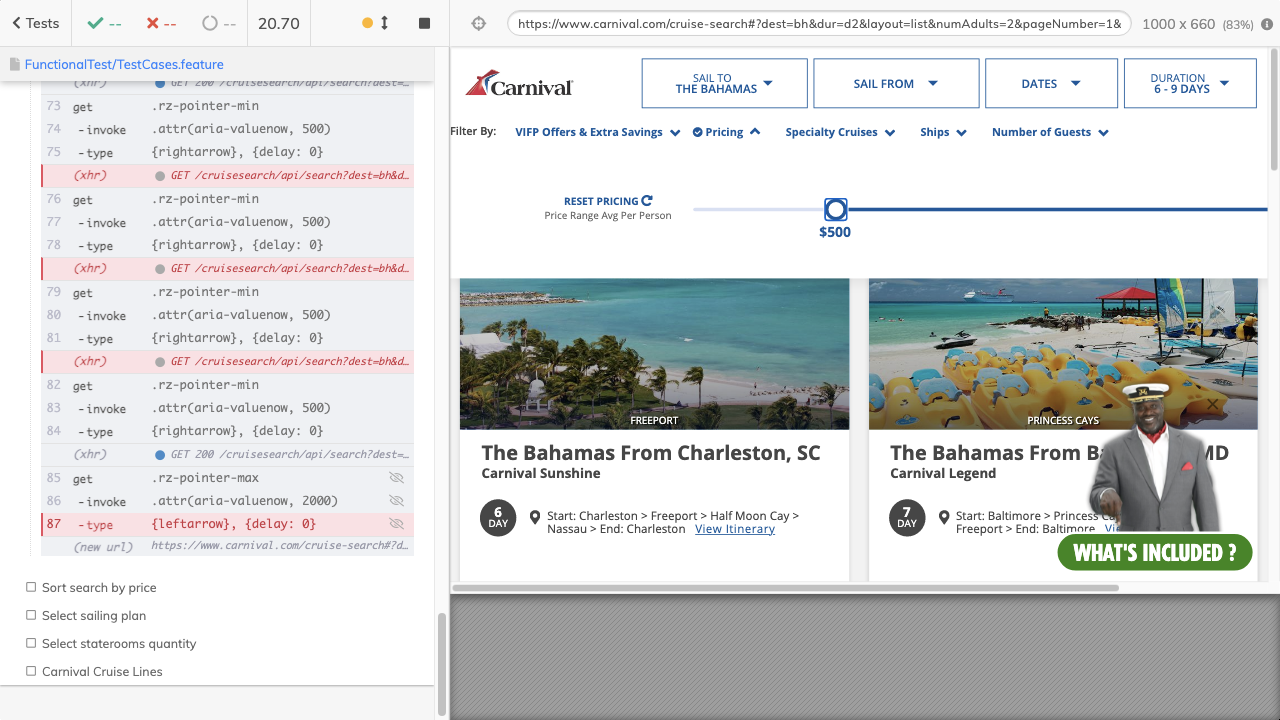 Tests
--
--
--
20.70
https://www.carnival.com/cruise-search#?dest=bh&dur=d2&layout=list&numAdults=2&pageNumber=1&
1000 x 660 (83%)
FunctionalTest/TestCases.feature
(xhr) GET 200 /cruisesearch/api/search?dest=…
73 get .rz-pointer-min
74 -invoke .attr(aria-valuenow, 500)
75 -type {rightarrow}, {delay: 0}
(xhr) GET /cruisesearch/api/search?dest=bh&d…
76 get .rz-pointer-min
77 -invoke .attr(aria-valuenow, 500)
78 -type {rightarrow}, {delay: 0}
(xhr) GET /cruisesearch/api/search?dest=bh&d…
79 get .rz-pointer-min
80 -invoke .attr(aria-valuenow, 500)
81 -type {rightarrow}, {delay: 0}
(xhr) GET /cruisesearch/api/search?dest=bh&d…
82 get .rz-pointer-min
83 -invoke .attr(aria-valuenow, 500)
84 -type {rightarrow}, {delay: 0}
(xhr) GET 200 /cruisesearch/api/search?dest=…
85 get .rz-pointer-max
86 -invoke .attr(aria-valuenow, 2000)
87 -type {leftarrow}, {delay: 0}
(new url) https://www.carnival.com/cruise-search#?d…
Sort search by price
Select sailing plan
Select staterooms quantity
Carnival Cruise Lines
Carnival
SAIL TO
THE BAHAMAS
SAIL FROM
DATES
DURATION
6 - 9 DAYS
Filter By: VIFP Offers & Extra Savings Pricing Specialty Cruises Ships Number of Guests
RESET PRICING
Price Range Avg Per Person
$500
FREEPORT
The Bahamas From Charleston, SC
Carnival Sunshine
6
DAY
Start: Charleston > Freeport > Half Moon Cay >
Nassau > End: Charleston View Itinerary
PRINCESS CAYS
The Bahamas From Ba MD
Carnival Legend
7
DAY
Start: Baltimore > Princess
Freeport > End: Baltimore
WHAT'S INCLUDED ?